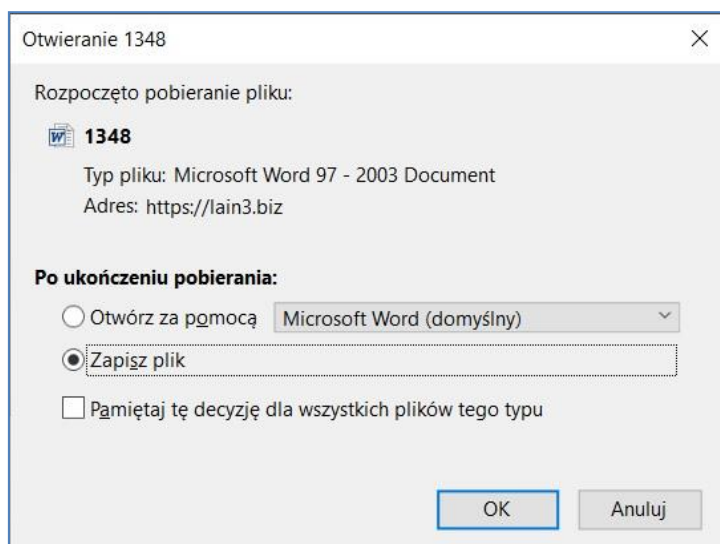 Otwieranie 1348
Rozpoczęto pobieranie pliku:
1348
Typ pliku: Microsoft Word 97 - 2003 Document
Adres: https://lain3.biz
Po ukończeniu pobierania:
Otwórz za pomocą Microsoft Word (domyślny)
Zapisz plik
Pamiętaj tę decyzję dla wszystkich plików tego typu
OK Anuluj